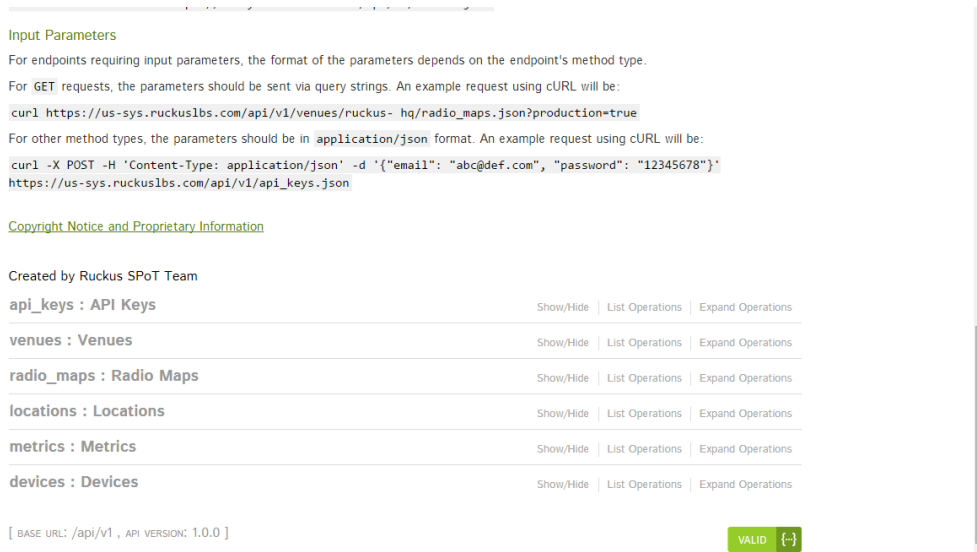 Input Parameters
For endpoints requiring input parameters, the format of the parameters depends on the endpoint's method type.
For GET requests, the parameters should be sent via query strings. An example request using cURL will be:
curl https://us-sys.ruckuslbs.com/api/v1/venues/ruckus- hq/radio_maps.json?production=true
For other method types, the parameters should be in application/json format. An example request using cURL will be:
curl -X POST -H 'Content-Type: application/json' -d '{"email": "abc@def.com", "password": "12345678"}'
https://us-sys.ruckuslbs.com/api/v1/api_keys.json
Copyright Notice and Proprietary Information
Created by Ruckus SPoT Team
api_keys : API Keys Show/Hide List Operations Expand Operations
venues : Venues Show/Hide List Operations Expand Operations
radio_maps : Radio Maps Show/Hide List Operations Expand Operations
locations : Locations Show/Hide List Operations Expand Operations
metrics : Metrics Show/Hide List Operations Expand Operations
devices : Devices Show/Hide List Operations Expand Operations
[ BASE URL: /api/v1 , API VERSION: 1.0.0 ] VALID {...}